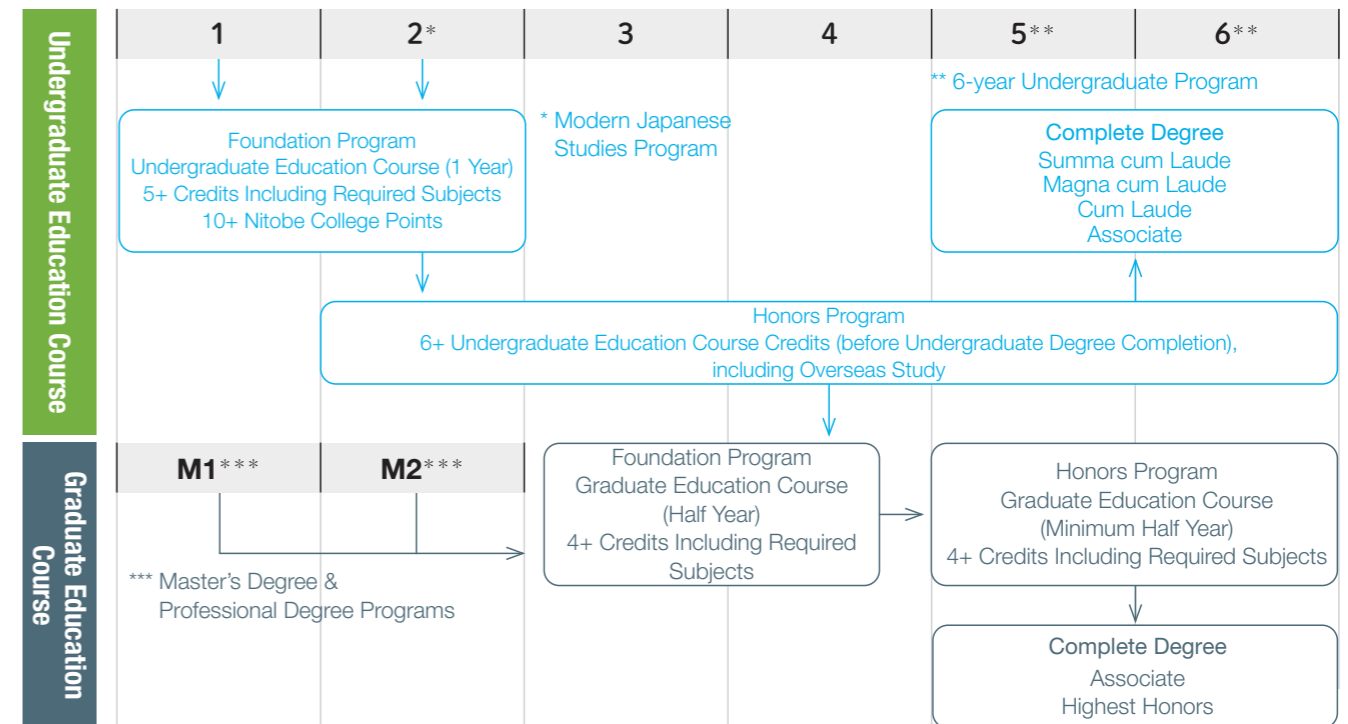 Undergraduate Education Course
1
2*
3
4
5**
6**
** 6-year Undergraduate Program
Foundation Program
Undergraduate Education Course (1 Year)
5+ Credits Including Required Subjects
10+ Nitobe College Points
* Modern Japanese
Studies Program
Complete Degree
Summa cum Laude
Magna cum Laude
Cum Laude
Associate
Honors Program
6+ Undergraduate Education Course Credits (before Undergraduate Degree Completion),
including Overseas Study
Graduate Education
Course
M1***
M2***
*** Master's Degree &
Professional Degree Programs
Foundation Program
Graduate Education Course
(Half Year)
4+ Credits Including Required
Subjects
Honors Program
Graduate Education Course
(Minimum Half Year)
4+ Credits Including Required Subjects
Complete Degree
Associate
Highest Honors